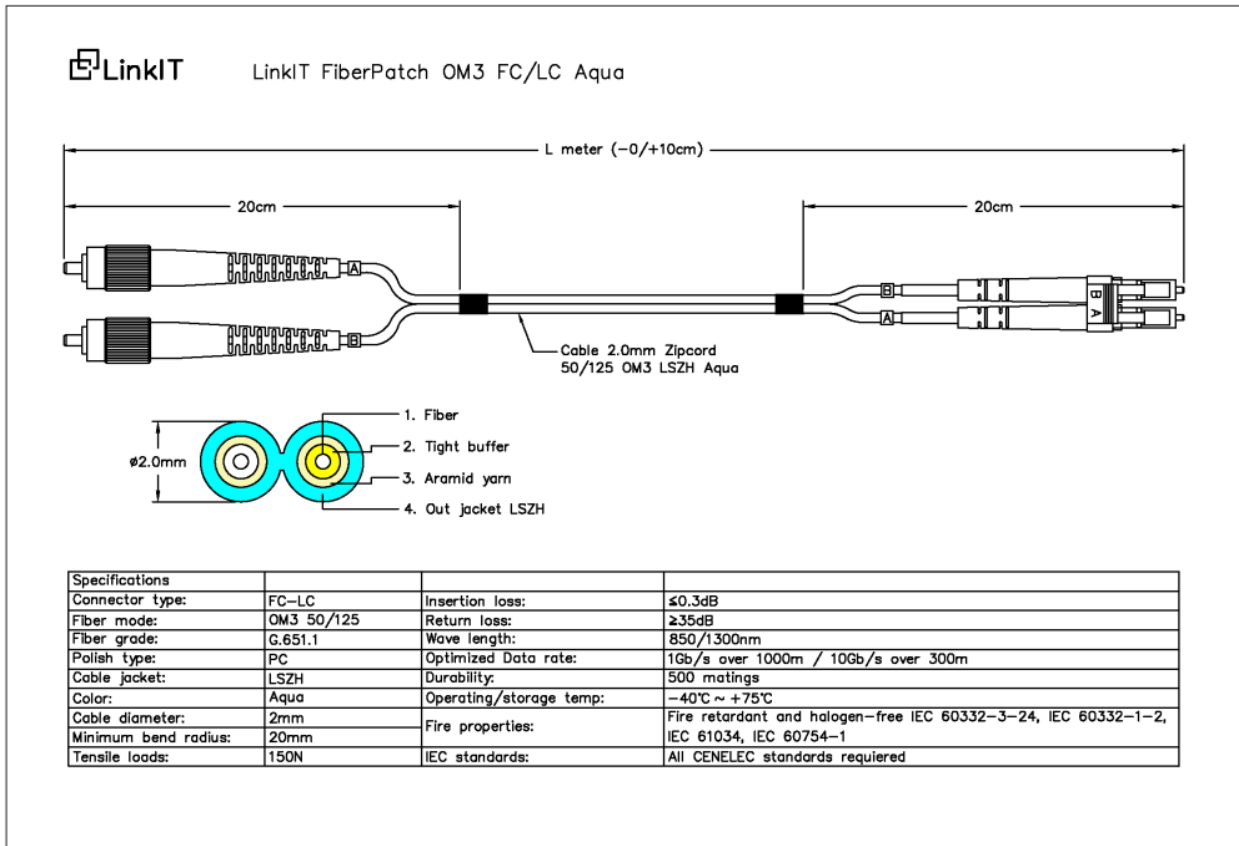 LinkIT
LinkIT FiberPatch OM3 FC/LC Aqua
L meter (-0/+10cm)
20cm
20cm
A
B
B
A
B
A
Cable 2.0mm Zipcord
50/125 OM3 LSZH Aqua
ø2.0mm
1. Fiber
2. Tight buffer
3. Aramid yarn
4. Out jacket LSZH
Specifications
Connector type: FC-LC Insertion loss: ≤0.3dB
Fiber mode: OM3 50/125 Return loss: ≥35dB
Fiber grade: G.651.1 Wave length: 850/1300nm
Polish type: PC Optimized Data rate: 1Gb/s over 1000m / 10Gb/s over 300m
Cable jacket: LSZH Durability: 500 matings
Color: Aqua Operating/storage temp: -40℃ ~ +75℃
Cable diameter: 2mm Fire properties: Fire retardant and halogen-free IEC 60332-3-24, IEC 60332-1-2,
Minimum bend radius: 20mm IEC 61034, IEC 60754-1
Tensile loads: 150N IEC standards: All CENELEC standards requiered